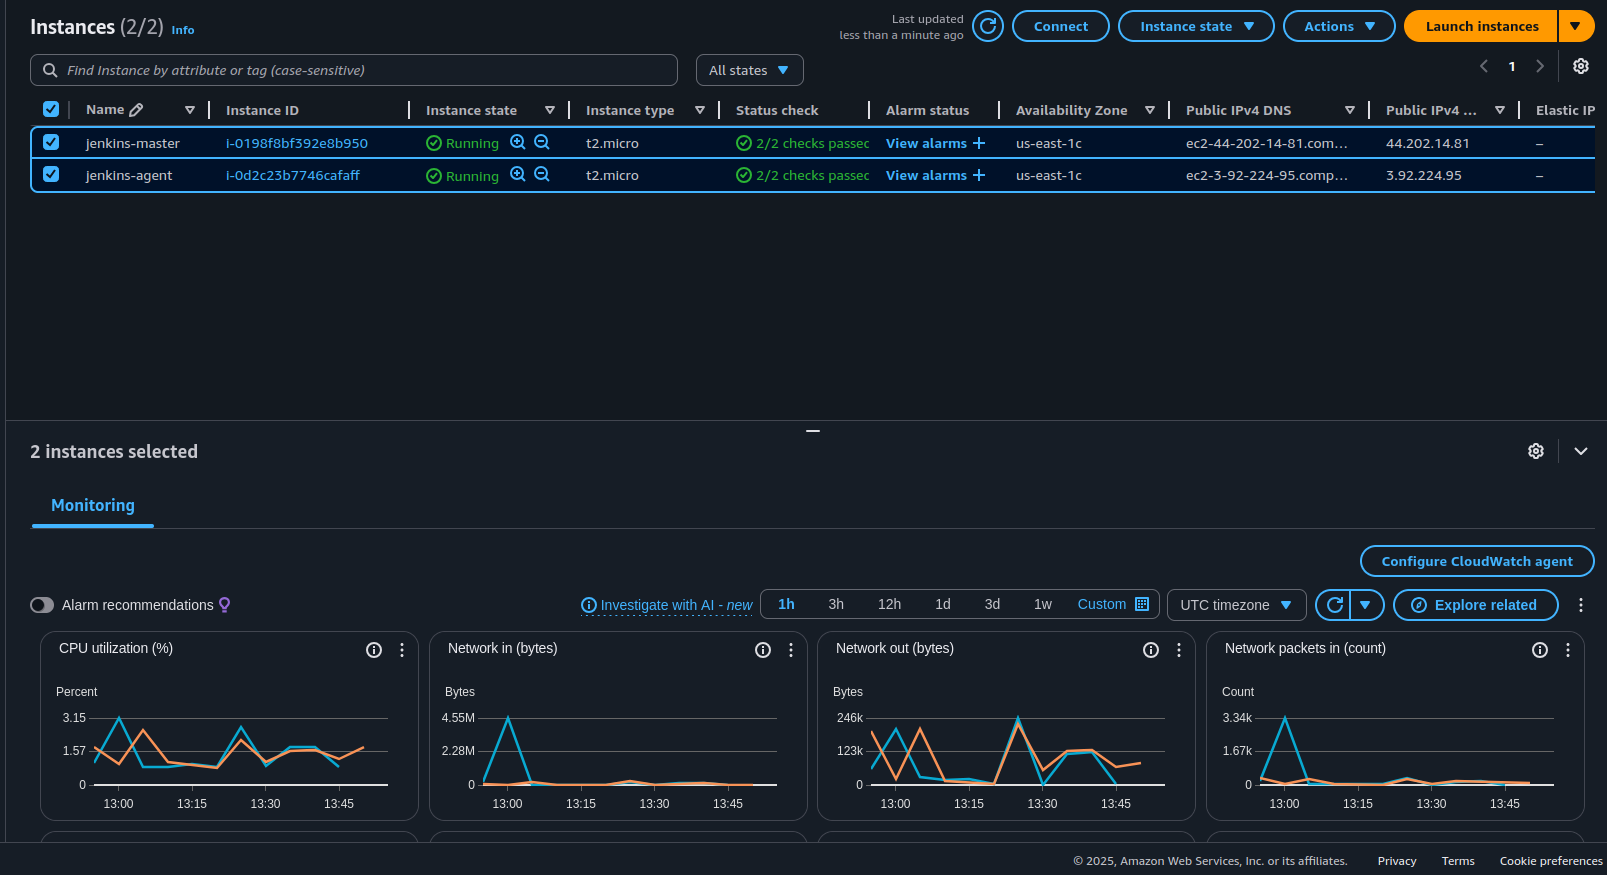 Instances (2/2) Info
Last updated
less than a minute ago
Connect
Instance state
Actions
Launch instances
Find Instance by attribute or tag (case-sensitive)
All states
1
Name Instance ID Instance state Instance type Status check Alarm status Availability Zone Public IPv4 DNS Public IPv4 ... Elastic IP
jenkins-master i-0198f8bf392e8b950 Running t2.micro 2/2 checks passec View alarms + us-east-1c ec2-44-202-14-81.com... 44.202.14.81 –
jenkins-agent i-0d2c23b7746cafaff Running t2.micro 2/2 checks passec View alarms + us-east-1c ec2-3-92-224-95.comp... 3.92.224.95 –
2 instances selected
Monitoring
Configure CloudWatch agent
Alarm recommendations
Investigate with AI - new
1h 3h 12h 1d 3d 1w Custom
UTC timezone
Explore related
CPU utilization (%)
Percent
3.15
1.57
0
13:00 13:15 13:30 13:45
Network in (bytes)
Bytes
4.55M
2.28M
0
13:00 13:15 13:30 13:45
Network out (bytes)
Bytes
246k
123k
0
13:00 13:15 13:30 13:45
Network packets in (count)
Count
3.34k
1.67k
0
13:00 13:15 13:30 13:45
© 2025, Amazon Web Services, Inc. or its affiliates. Privacy Terms Cookie preferences